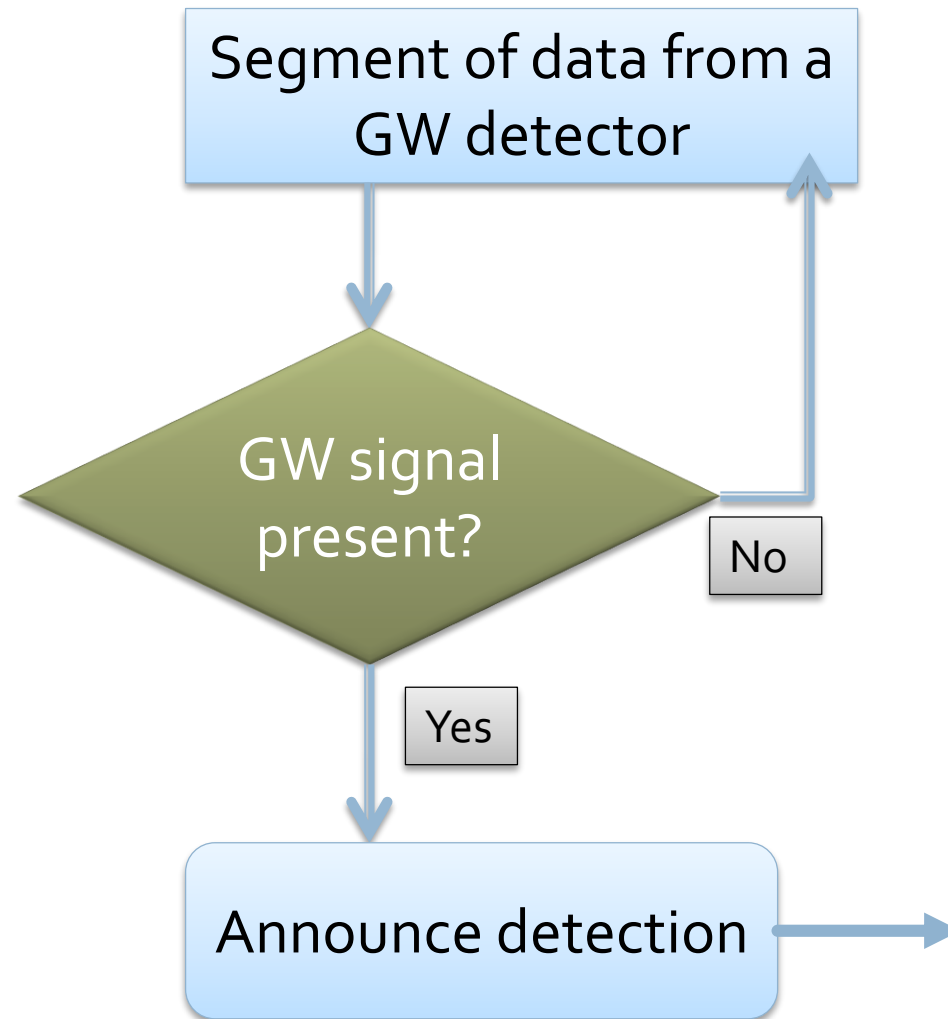 Segment of data from a
GW detector
GW signal
present?
No
Yes
Announce detection